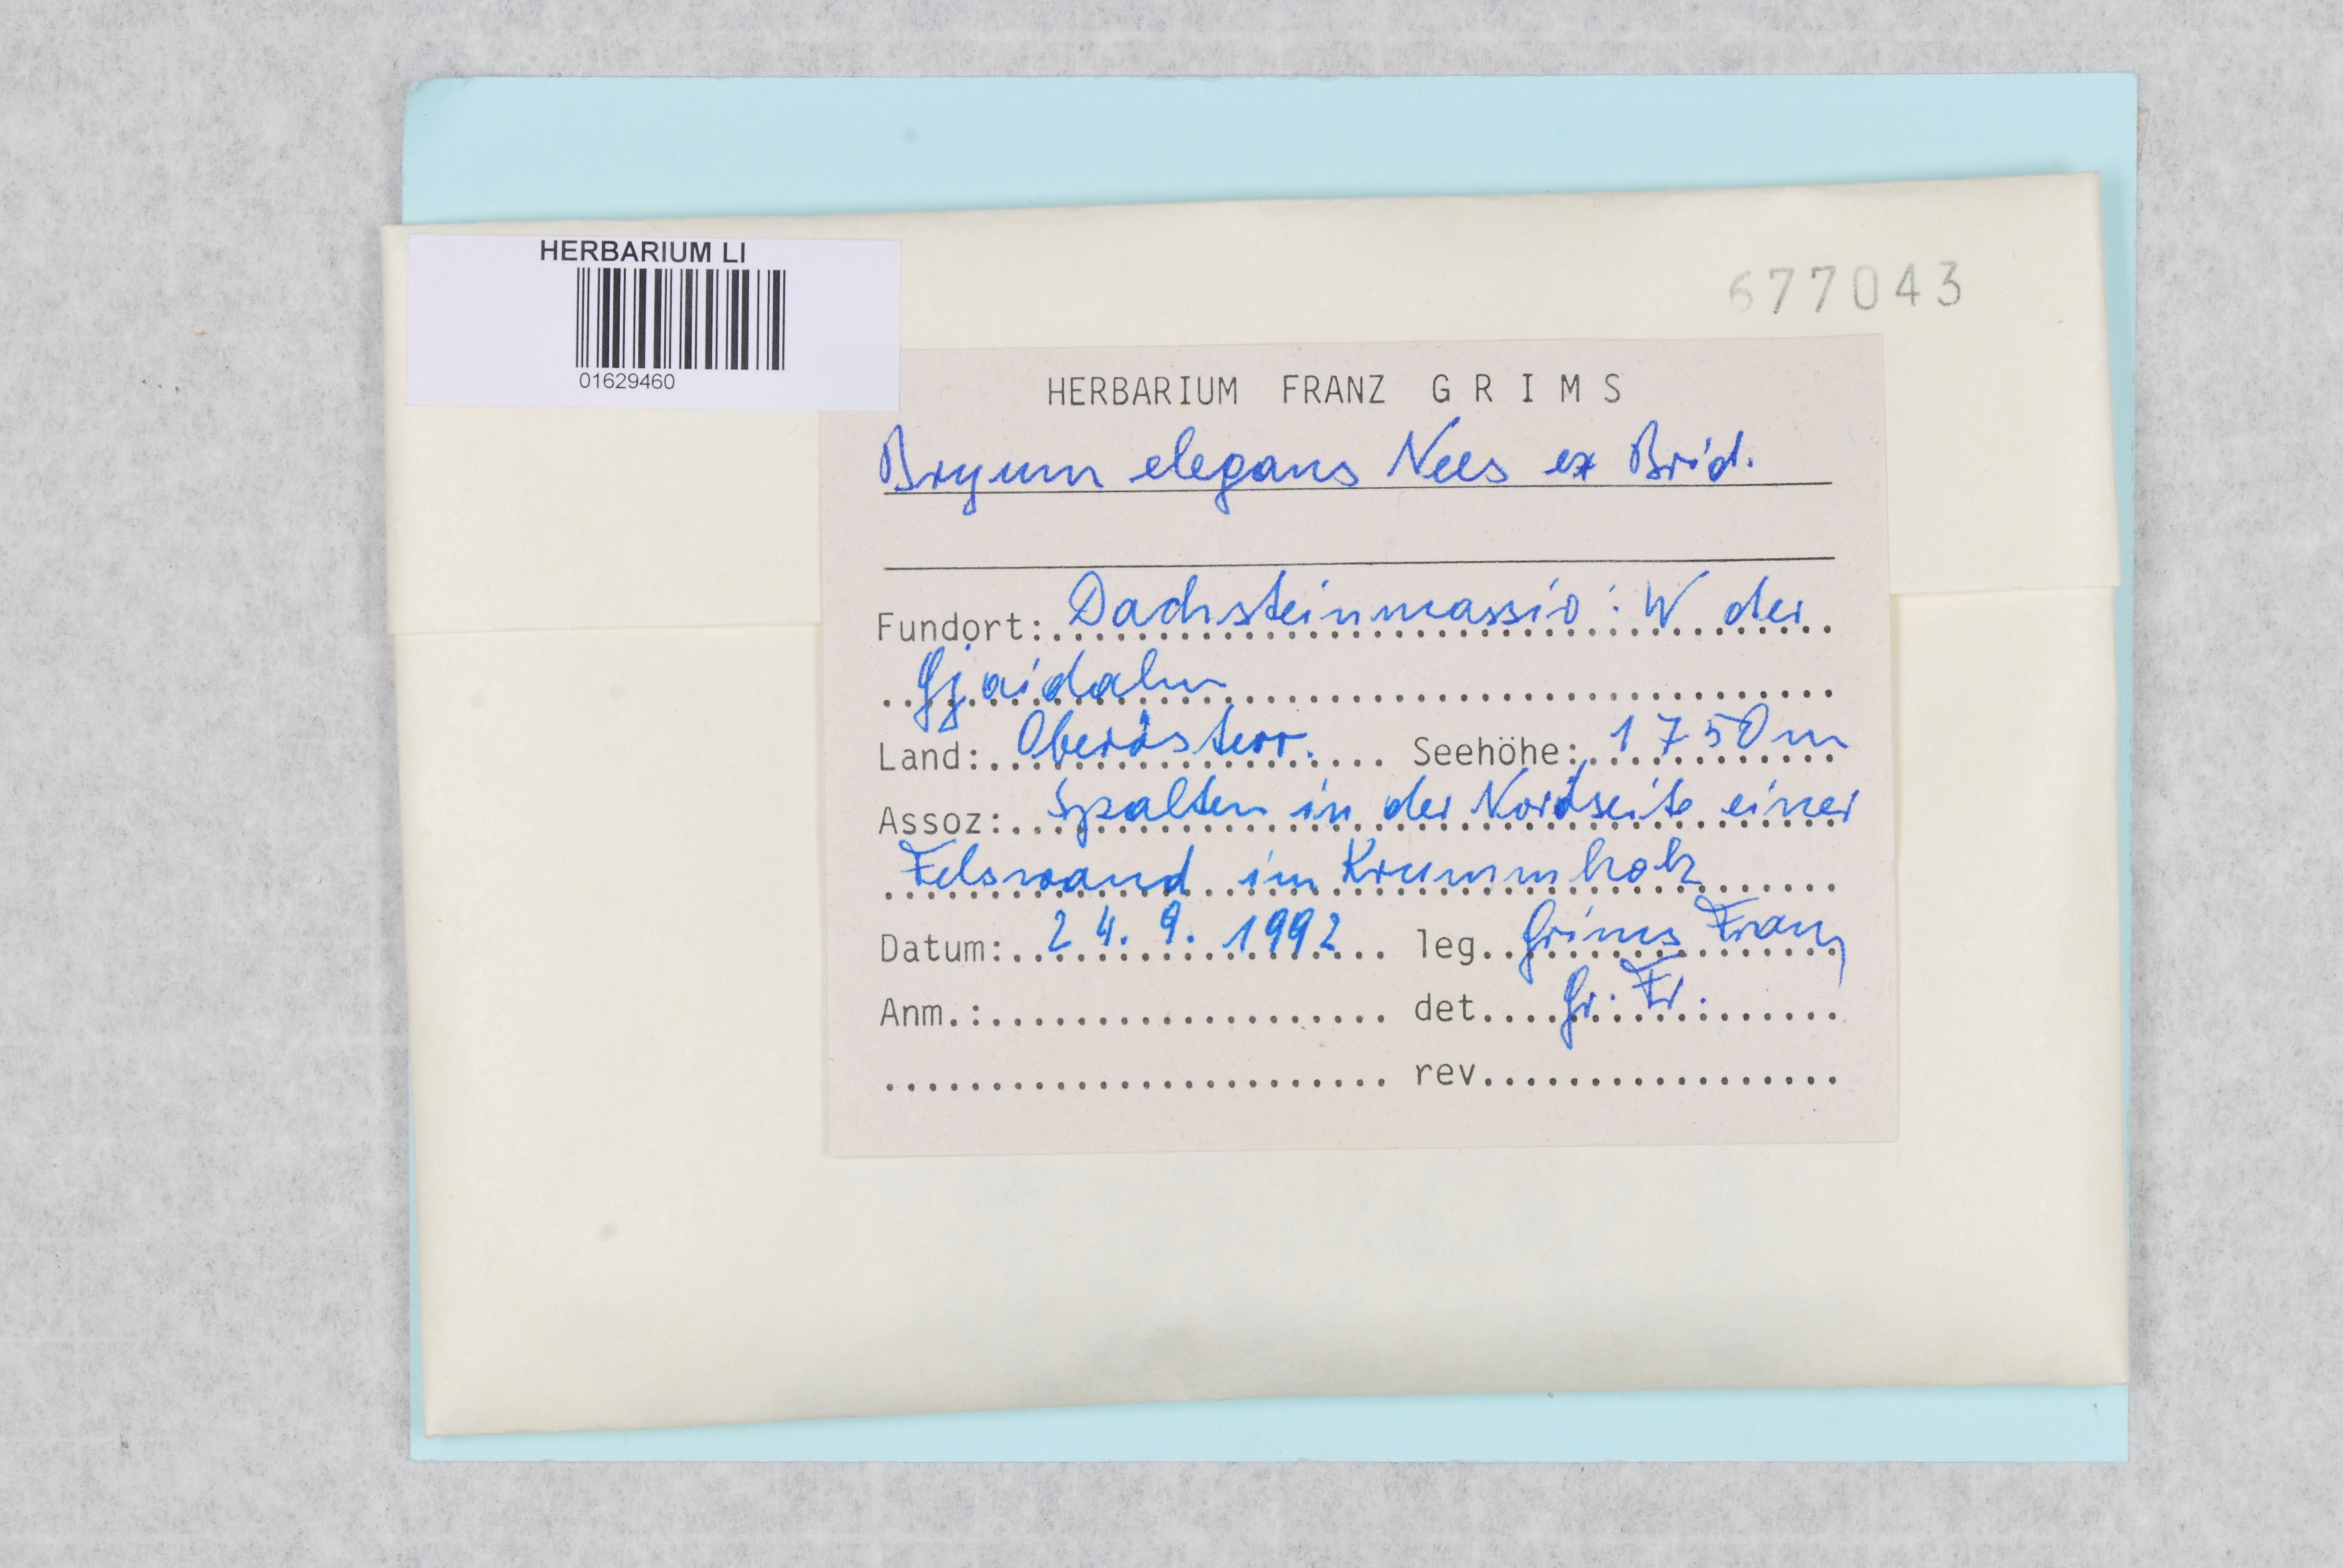 HERBARIUM LI
01629460
677043
HERBARIUM FRANZ G R I M S
Bryum elegans Nees ex Brid.
Fundort: Dachsteinmassiv: W der
Gjaidalm
Land: Oberösterr. Seehöhe: 1750m
Assoz: Spalten in der Nordseite einer
Felswand im Krummholz
Datum: 24. 9. 1992 leg. Grims Franz
Anm.: det. Gr. Fr.
rev.